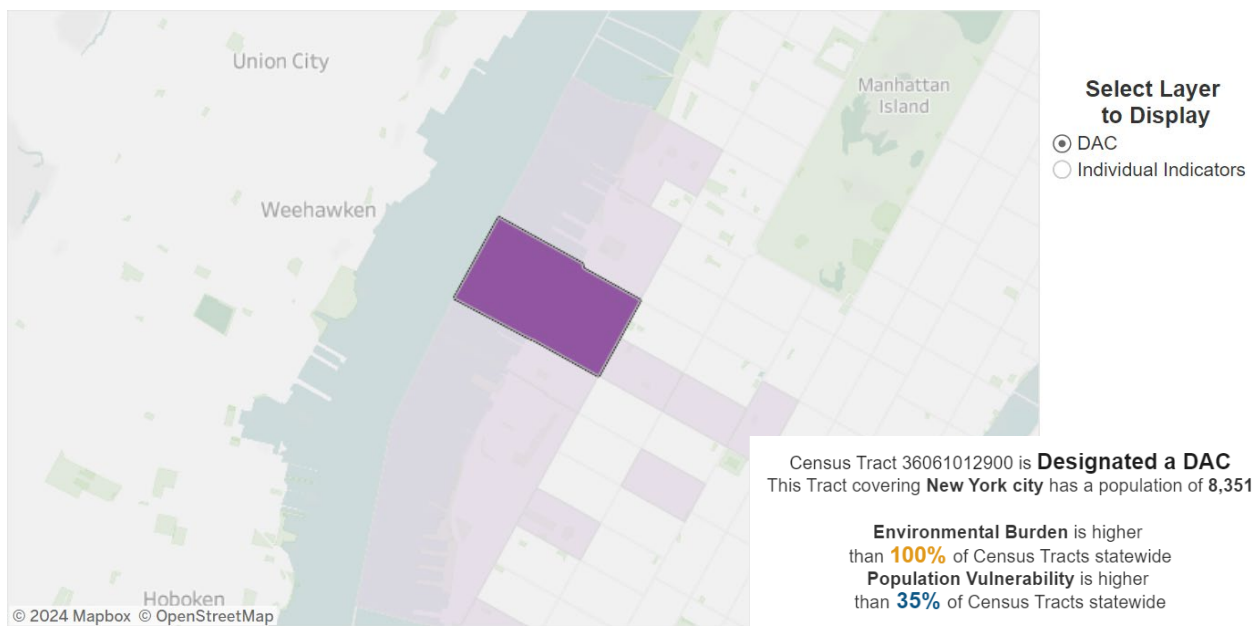 Union City
Manhattan
Island
Weehawken
Hoboken
© 2024 Mapbox © OpenStreetMap
Select Layer
to Display
DAC
Individual Indicators
Census Tract 36061012900 is Designated a DAC
This Tract covering New York city has a population of 8,351
Environmental Burden is higher
than 100% of Census Tracts statewide
Population Vulnerability is higher
than 35% of Census Tracts statewide